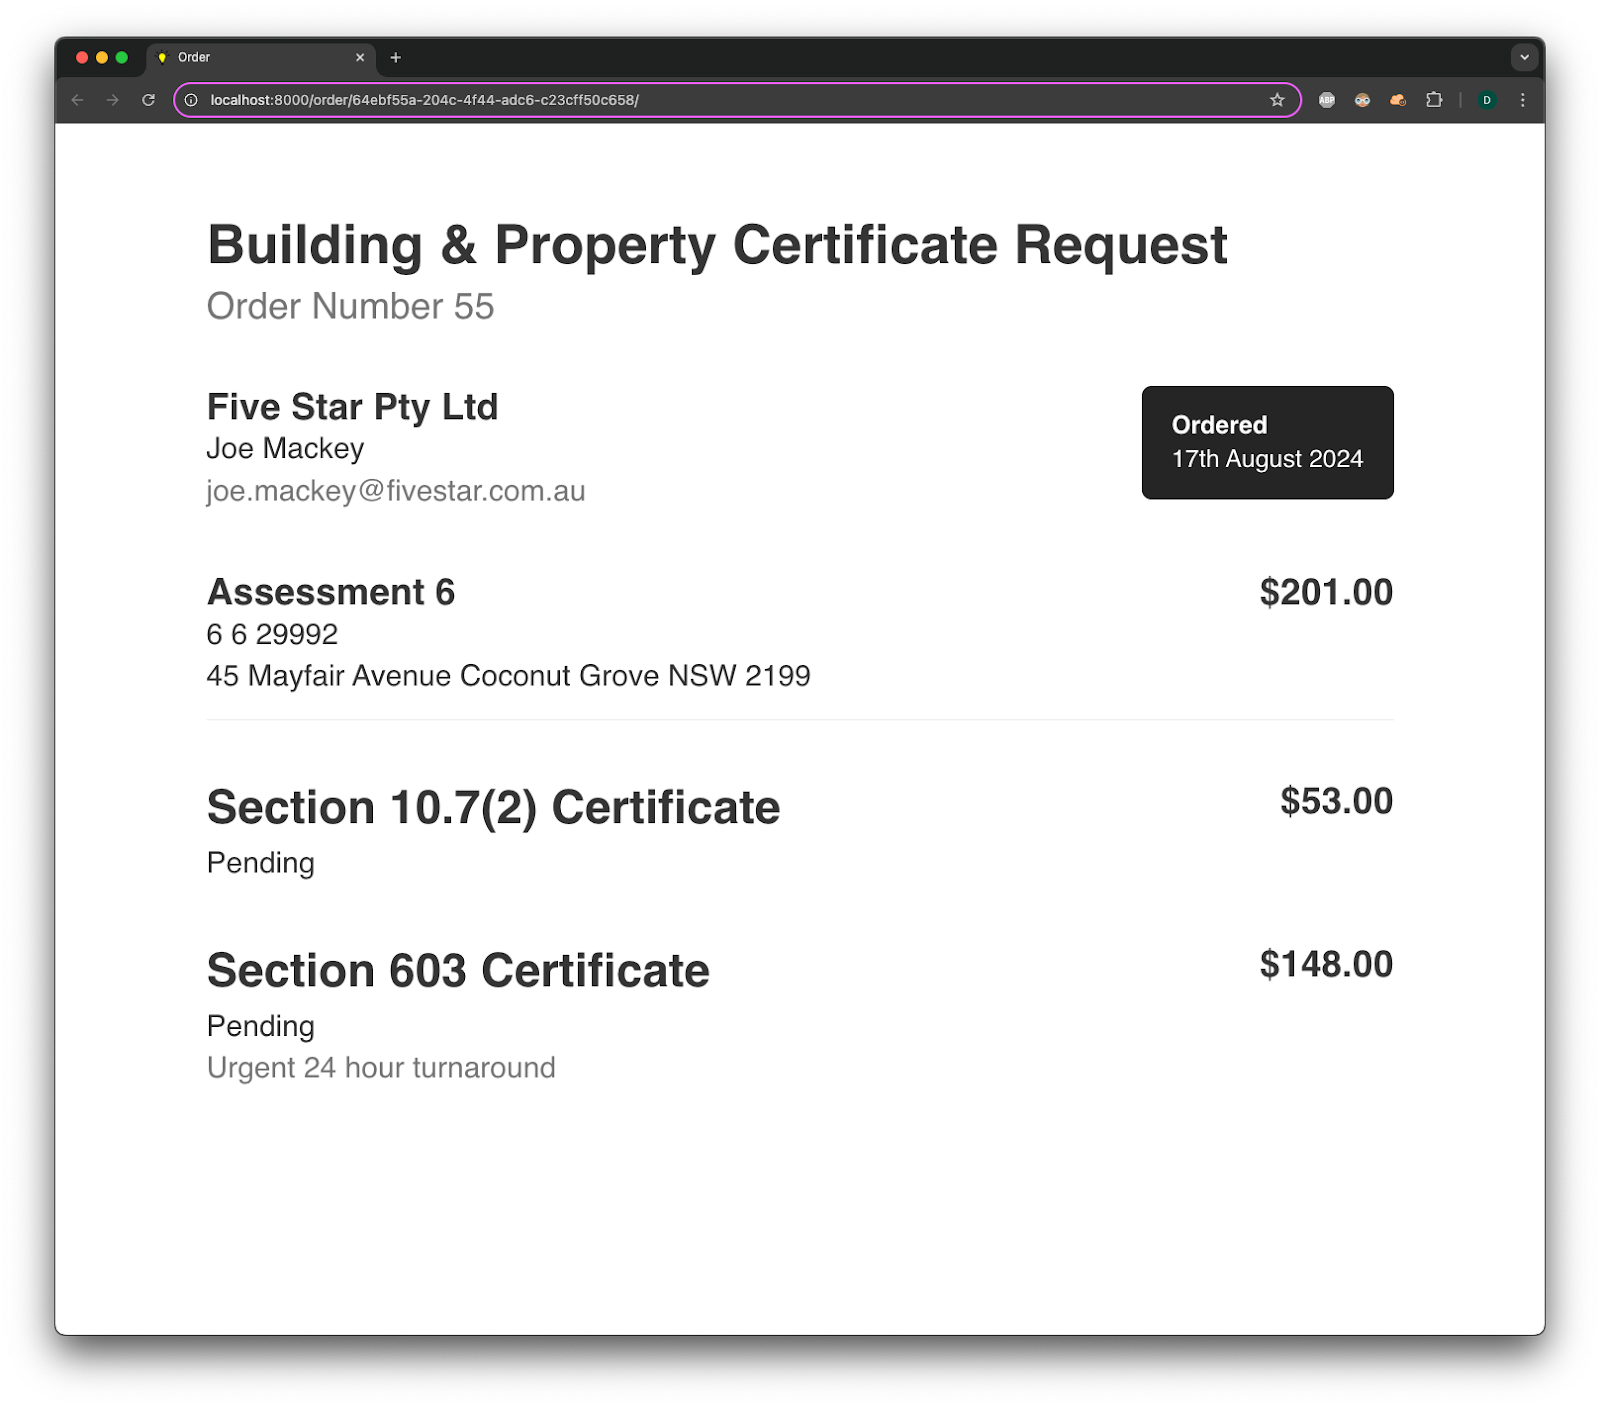 Order
localhost:8000/order/64ebf55a-204c-4f44-adc6-c23cff50c658/
ABP
D
Building & Property Certificate Request
Order Number 55
Five Star Pty Ltd
Joe Mackey
joe.mackey@fivestar.com.au
Ordered
17th August 2024
Assessment 6
$201.00
6 6 29992
45 Mayfair Avenue Coconut Grove NSW 2199
Section 10.7(2) Certificate
$53.00
Pending
Section 603 Certificate
$148.00
Pending
Urgent 24 hour turnaround